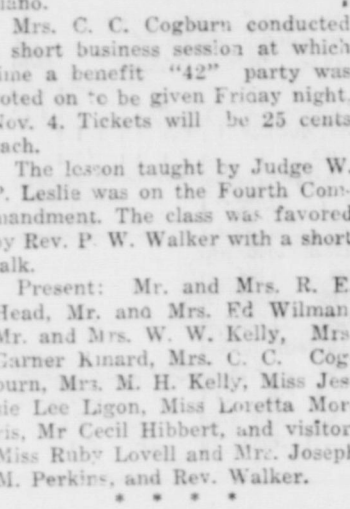 iano.
Mrs. C. C. Cogburn conducted
short business session at which
ime a benefit "42" party was
oted on to be given Friday night,
Nov. 4. Tickets will be 25 cents
ach.
The lesson taught by Judge W.
P. Leslie was on the Fourth Com-
mandment. The class was favored
by Rev. P. W. Walker with a short
alk.
Present: Mr. and Mrs. R. E.
Head, Mr. and Mrs. Ed Wilman
Mr. and Mrs. W. W. Kelly, Mrs
Garner Kinard, Mrs. C. C. Cog
burn, Mrs. M. H. Kelly, Miss Jes
sie Lee Ligon, Miss Loretta Mor
ris, Mr Cecil Hibbert, and visitor
Miss Ruby Lovell and Mrs. Joseph
M. Perkins, and Rev. Walker.
* * * *